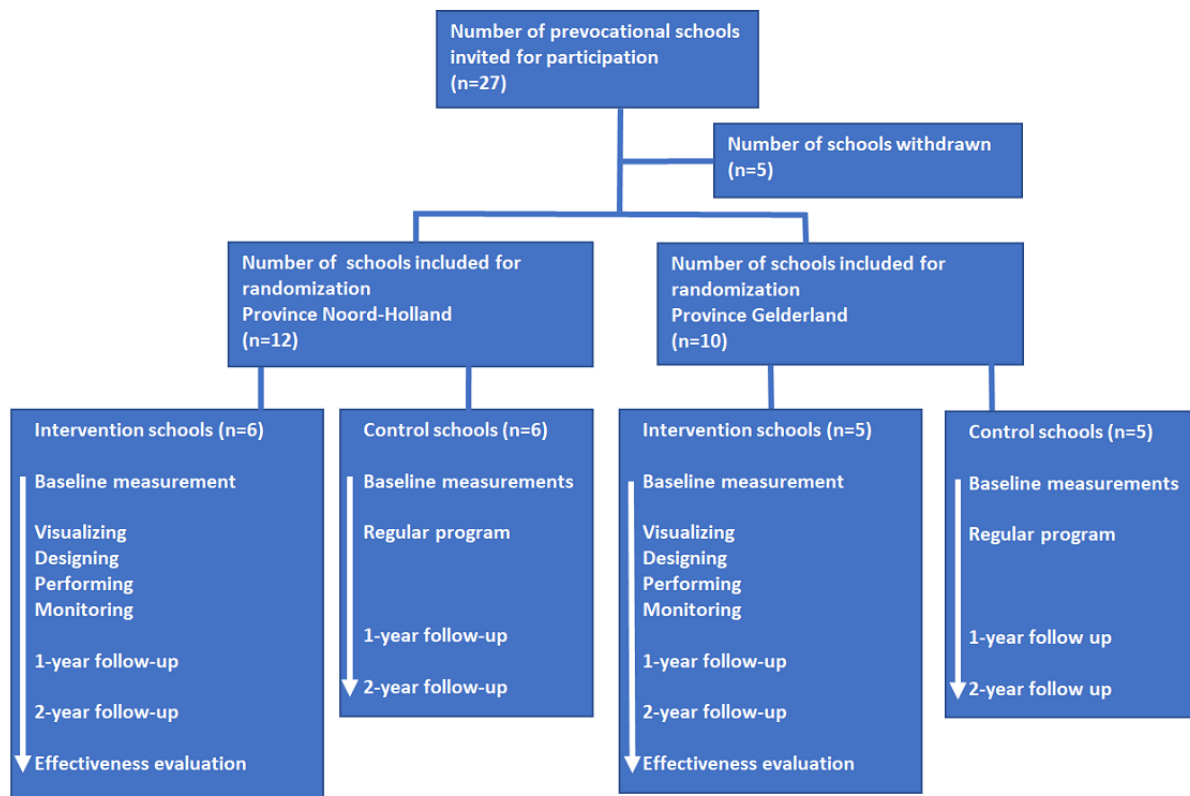 Number of prevocational schools
invited for participation
(n=27)
Number of schools withdrawn
(n=5)
Number of schools included for
randomization
Province Noord-Holland
(n=12)
Number of schools included for
randomization
Province Gelderland
(n=10)
Intervention schools (n=6)
Baseline measurement
Visualizing
Designing
Performing
Monitoring
1-year follow-up
2-year follow-up
Effectiveness evaluation
Control schools (n=6)
Baseline measurements
Regular program
1-year follow-up
2-year follow-up
Intervention schools (n=5)
Baseline measurement
Visualizing
Designing
Performing
Monitoring
1-year follow-up
2-year follow-up
Effectiveness evaluation
Control schools (n=5)
Baseline measurements
Regular program
1-year follow up
2-year follow up